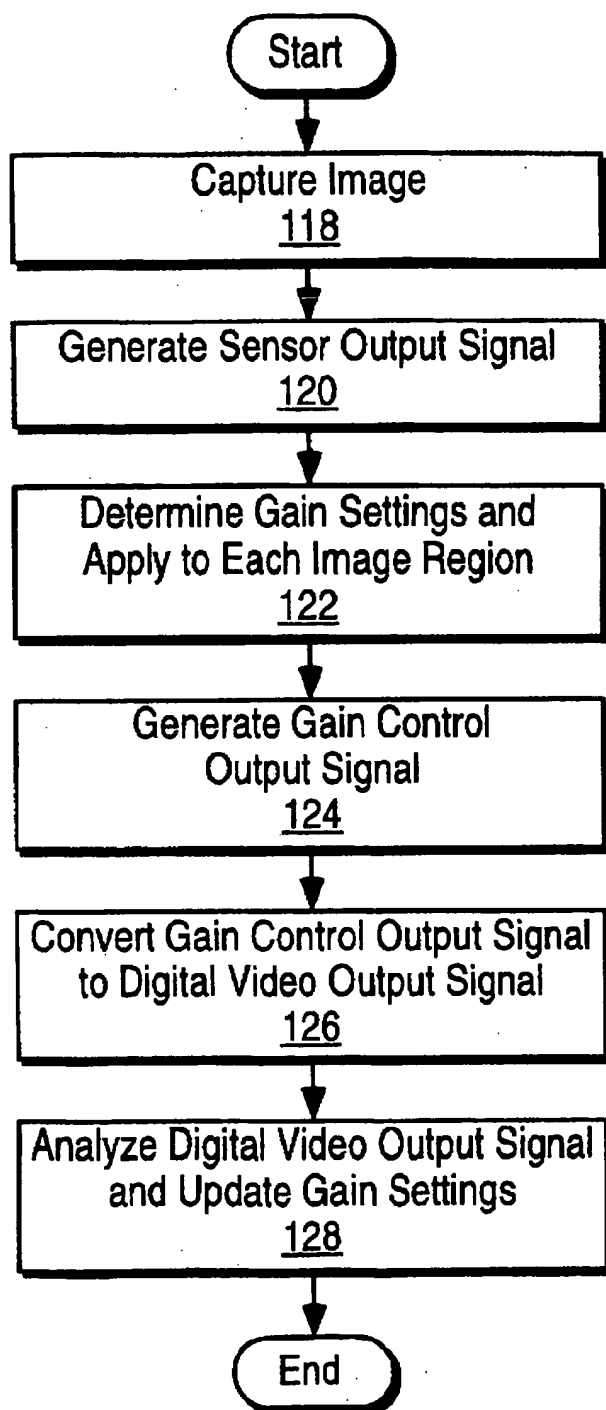 Start
Capture Image
118
Generate Sensor Output Signal
120
Determine Gain Settings and
Apply to Each Image Region
122
Generate Gain Control
Output Signal
124
Convert Gain Control Output Signal
to Digital Video Output Signal
126
Analyze Digital Video Output Signal
and Update Gain Settings
128
End